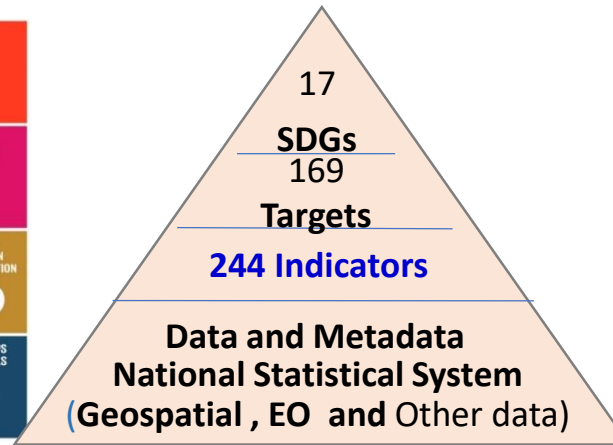 17
SDGs
169
Targets
244 Indicators
Data and Metadata
National Statistical System
(Geospatial , EO and Other data)